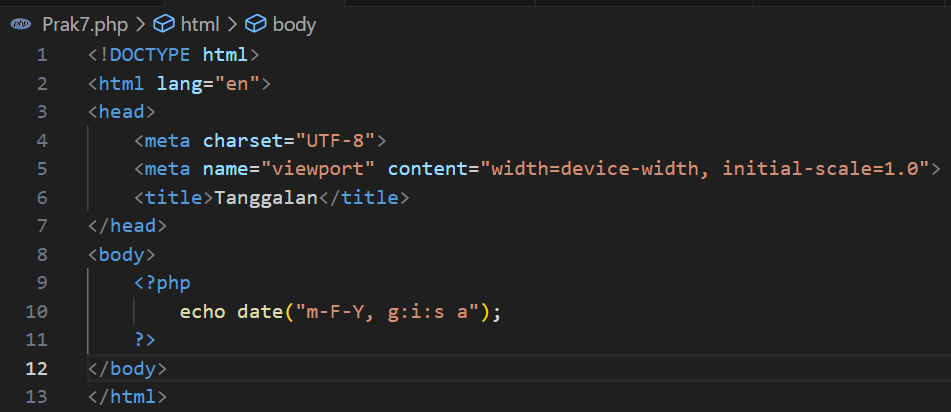 php Prak7.php > html > body
1 <!DOCTYPE html>
2 <html lang="en">
3 <head>
4     <meta charset="UTF-8">
5     <meta name="viewport" content="width=device-width, initial-scale=1.0">
6     <title>Tanggalan</title>
7 </head>
8 <body>
9     <?php
10         echo date("m-F-Y, g:i:s a");
11     ?>
12 </body>
13 </html>